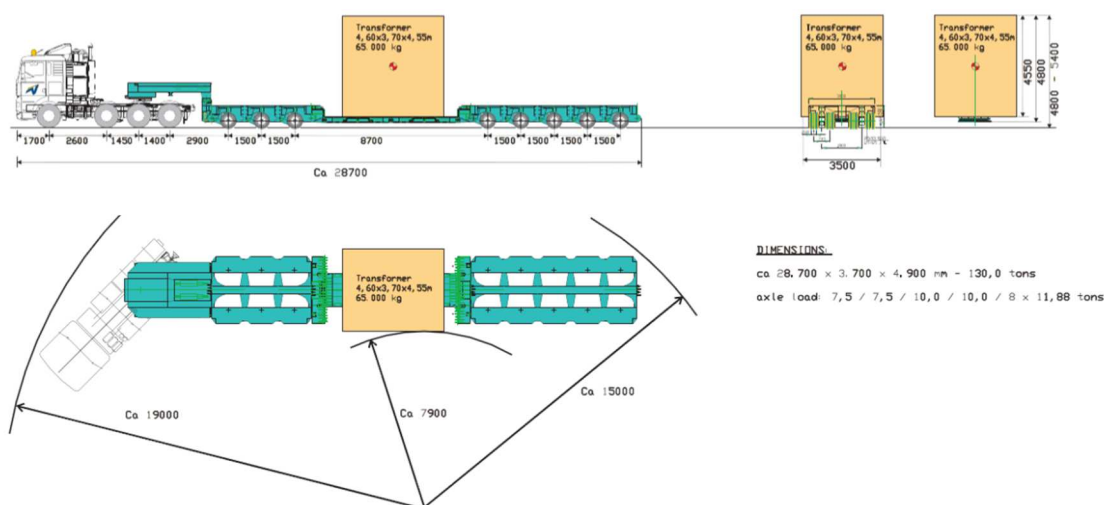 Transformer
4,60x3,70x4,55m
65.000 kg
Transformer
4,60x3,70x4,55m
65.000 kg
Transformer
4,60x3,70x4,55m
65.000 kg
4550
4800
4800 - 5400
1700
2600
1450
1400
2900
1500
1500
8700
1500
1500
1500
1500
3500
Ca 28700
Transformer
4,60x3,70x4,55m
65.000 kg
DIMENSIONS:
ca 28.700 x 3.700 x 4.900 mm - 130,0 tons
axle load: 7,5 / 7,5 / 10,0 / 10,0 / 8 x 11,88 tons
Ca 19000
Ca 7900
Ca 15000